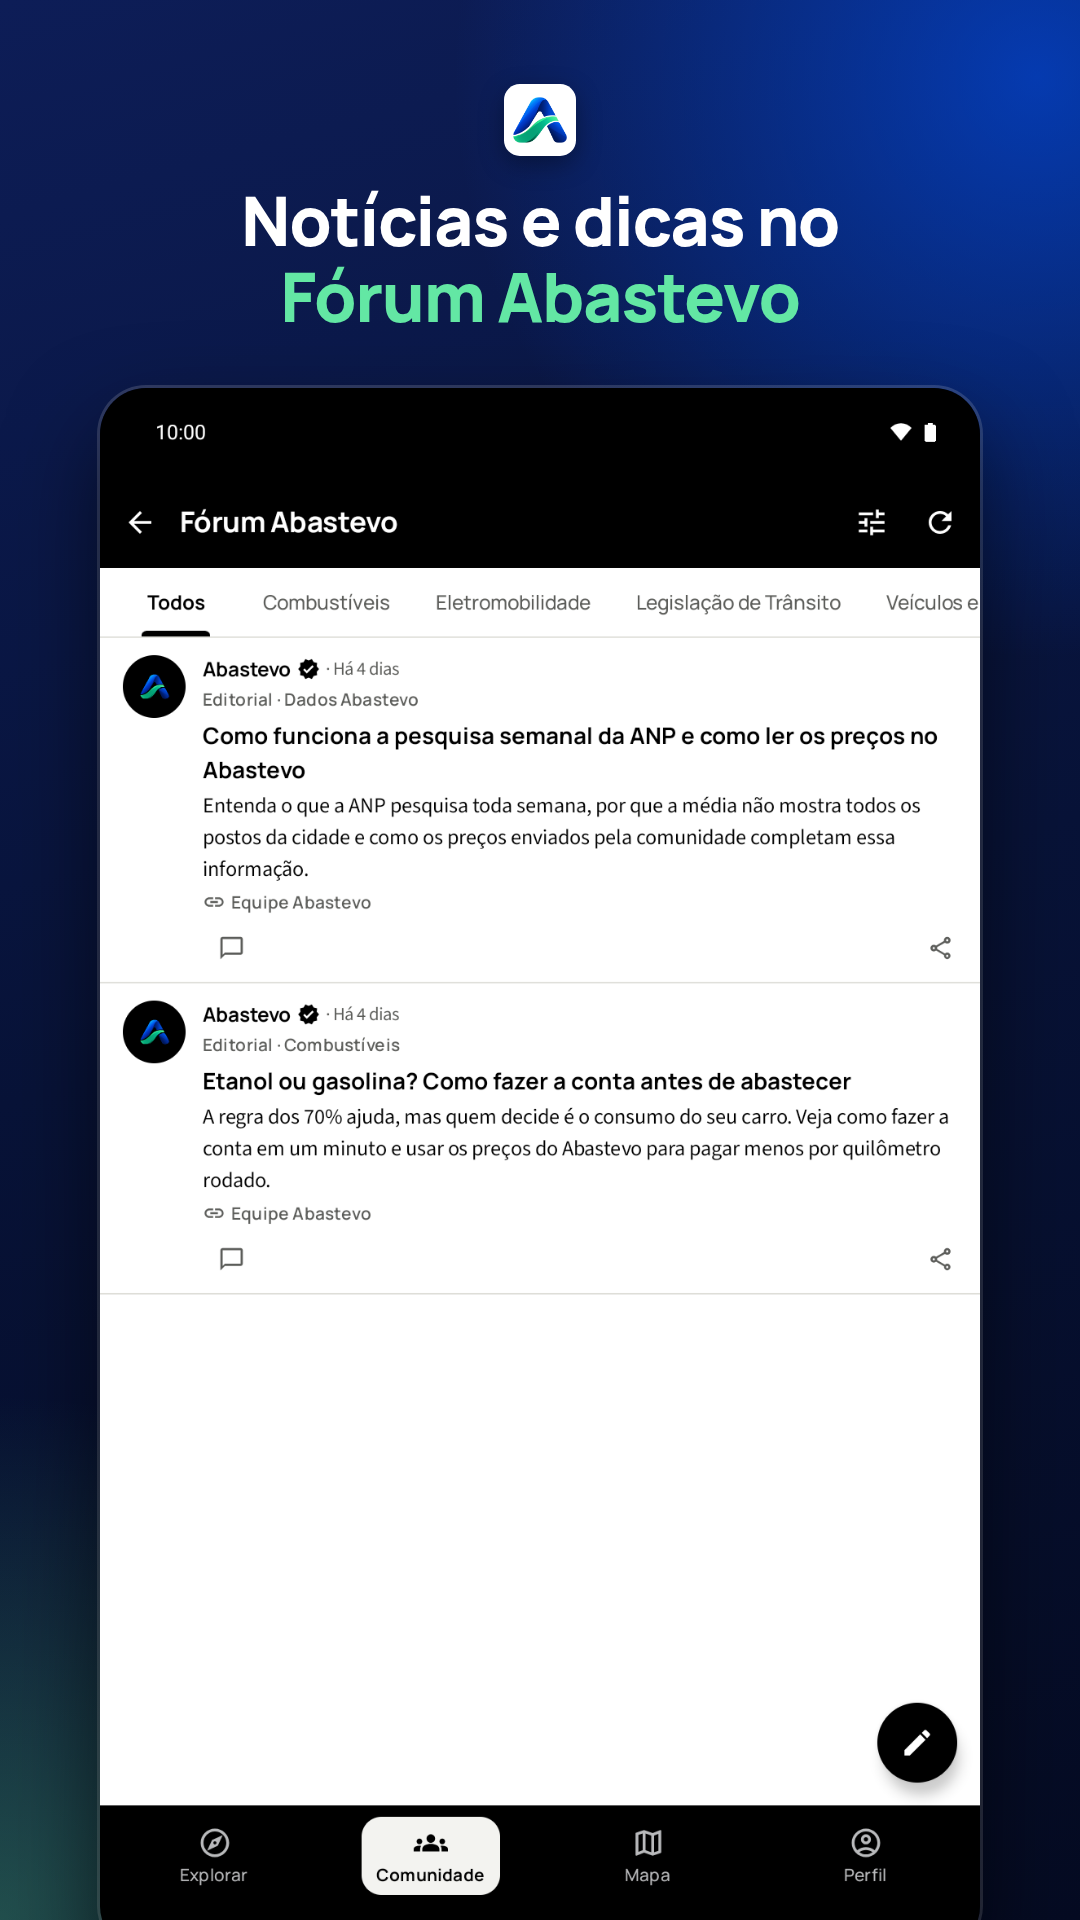 Notícias e dicas no
Fórum Abastevo
10:00
Fórum Abastevo
Todos Combustíveis Eletromobilidade Legislação de Trânsito Veículos e
Abastevo · Há 4 dias
Editorial · Dados Abastevo
Como funciona a pesquisa semanal da ANP e como ler os preços no
Abastevo
Entenda o que a ANP pesquisa toda semana, por que a média não mostra todos os
postos da cidade e como os preços enviados pela comunidade completam essa
informação.
Equipe Abastevo
Abastevo · Há 4 dias
Editorial · Combustíveis
Etanol ou gasolina? Como fazer a conta antes de abastecer
A regra dos 70% ajuda, mas quem decide é o consumo do seu carro. Veja como fazer a
conta em um minuto e usar os preços do Abastevo para pagar menos por quilômetro
rodado.
Equipe Abastevo
Explorar Comunidade Mapa Perfil